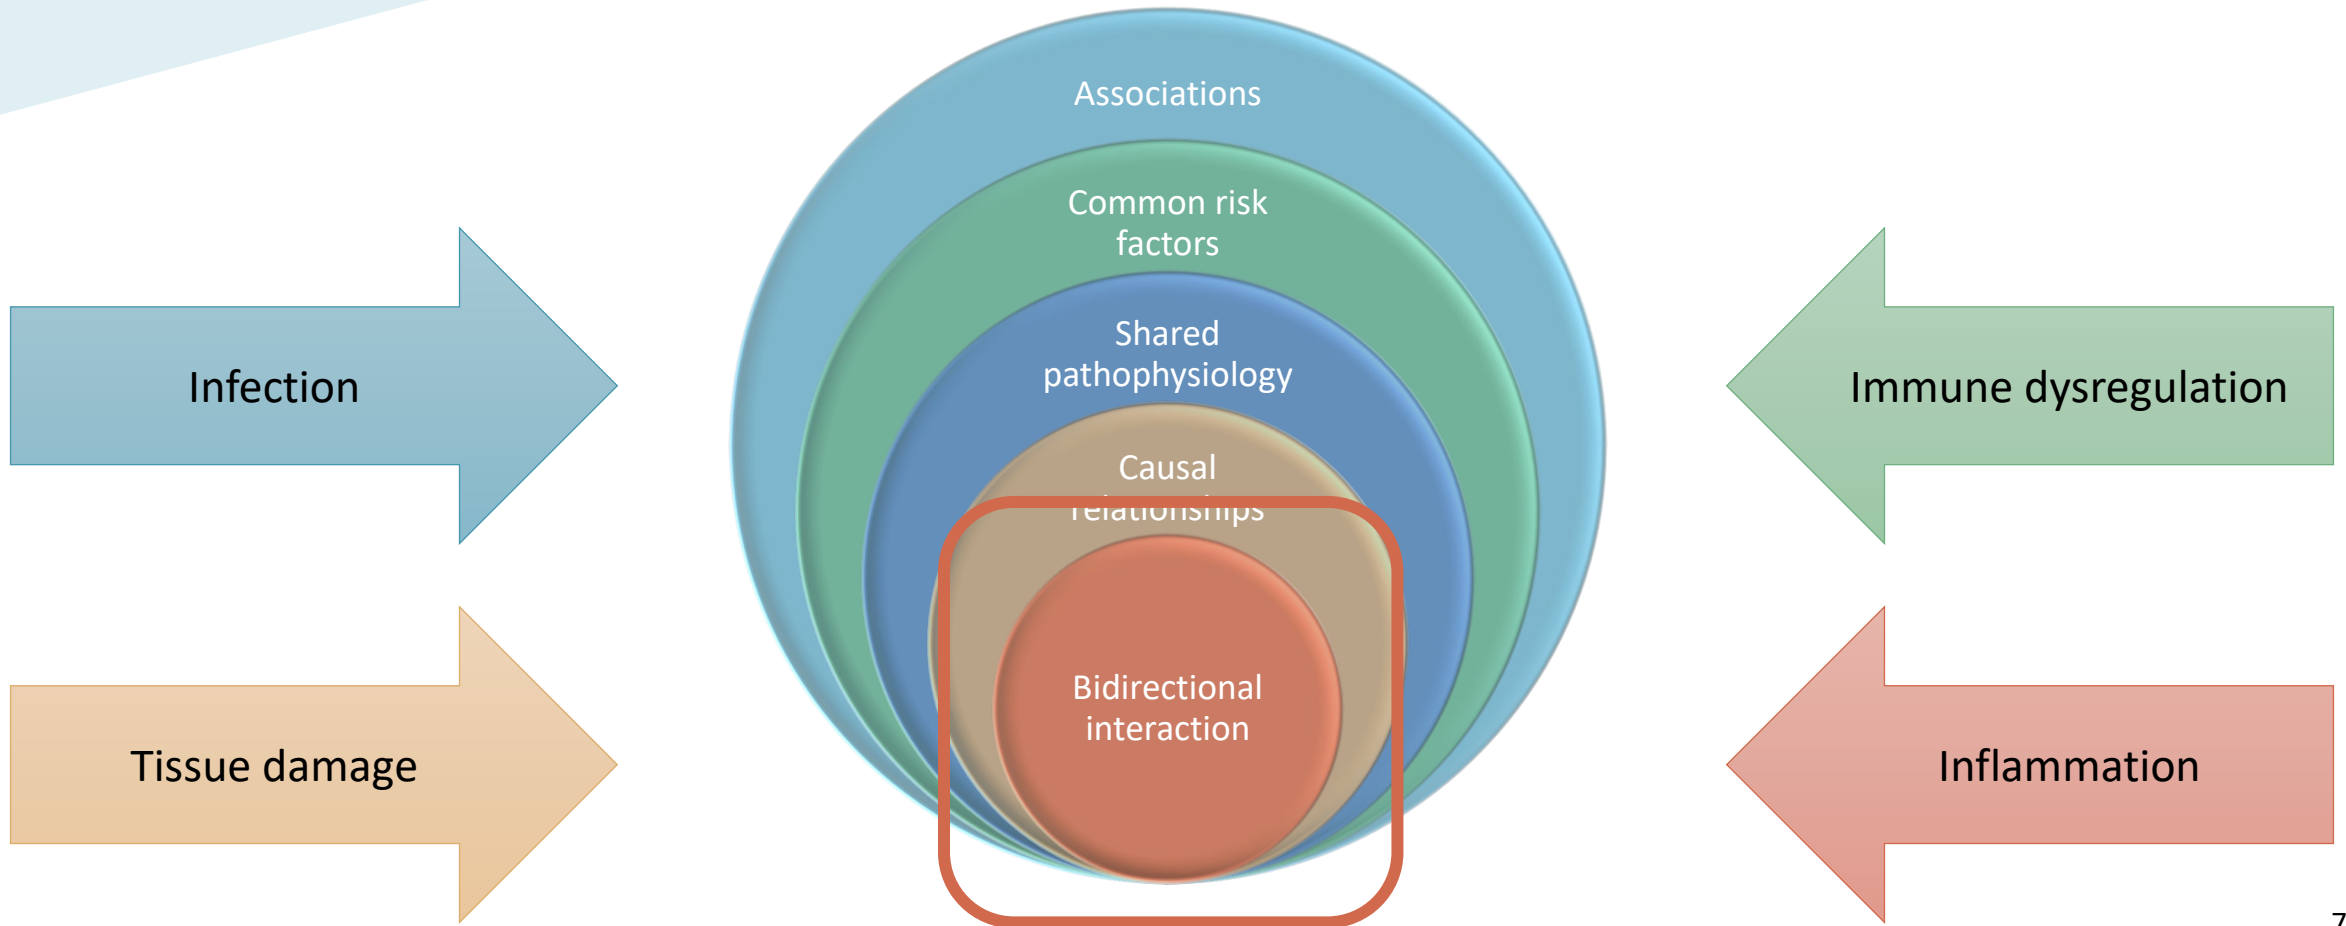 Associations
Common risk
factors
Shared
pathophysiology
Causal
relationships
Bidirectional
interaction
Infection
Tissue damage
Immune dysregulation
Inflammation
7